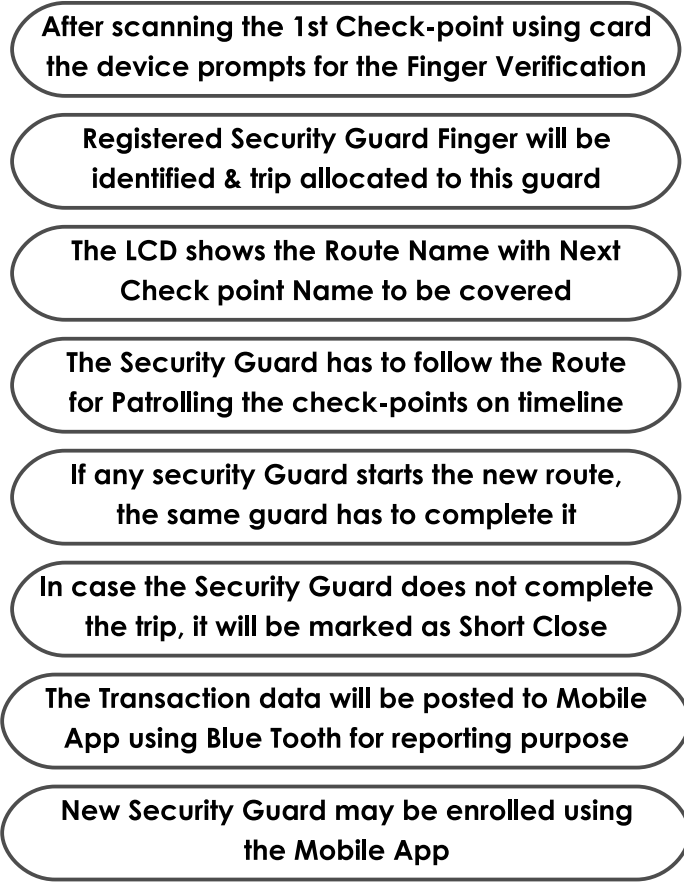 After scanning the 1st Check-point using card
the device prompts for the Finger Verification
Registered Security Guard Finger will be
identified & trip allocated to this guard
The LCD shows the Route Name with Next
Check point Name to be covered
The Security Guard has to follow the Route
for Patrolling the check-points on timeline
If any security Guard starts the new route,
the same guard has to complete it
In case the Security Guard does not complete
the trip, it will be marked as Short Close
The Transaction data will be posted to Mobile
App using Blue Tooth for reporting purpose
New Security Guard may be enrolled using
the Mobile App